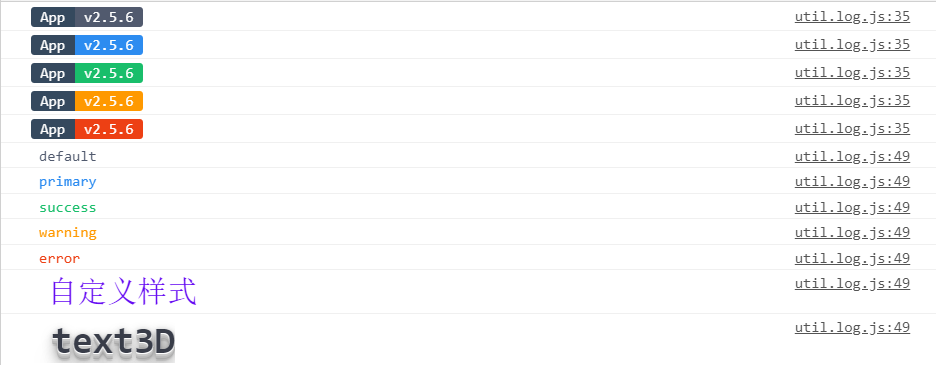 App v2.5.6 util.log.js:35
App v2.5.6 util.log.js:35
App v2.5.6 util.log.js:35
App v2.5.6 util.log.js:35
App v2.5.6 util.log.js:35
default util.log.js:49
primary util.log.js:49
success util.log.js:49
warning util.log.js:49
error util.log.js:49
自定义样式 util.log.js:49
text3D util.log.js:49